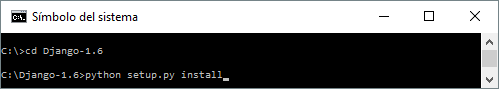 Símbolo del sistema
C:\>cd Django-1.6
C:\Django-1.6>python setup.py install_